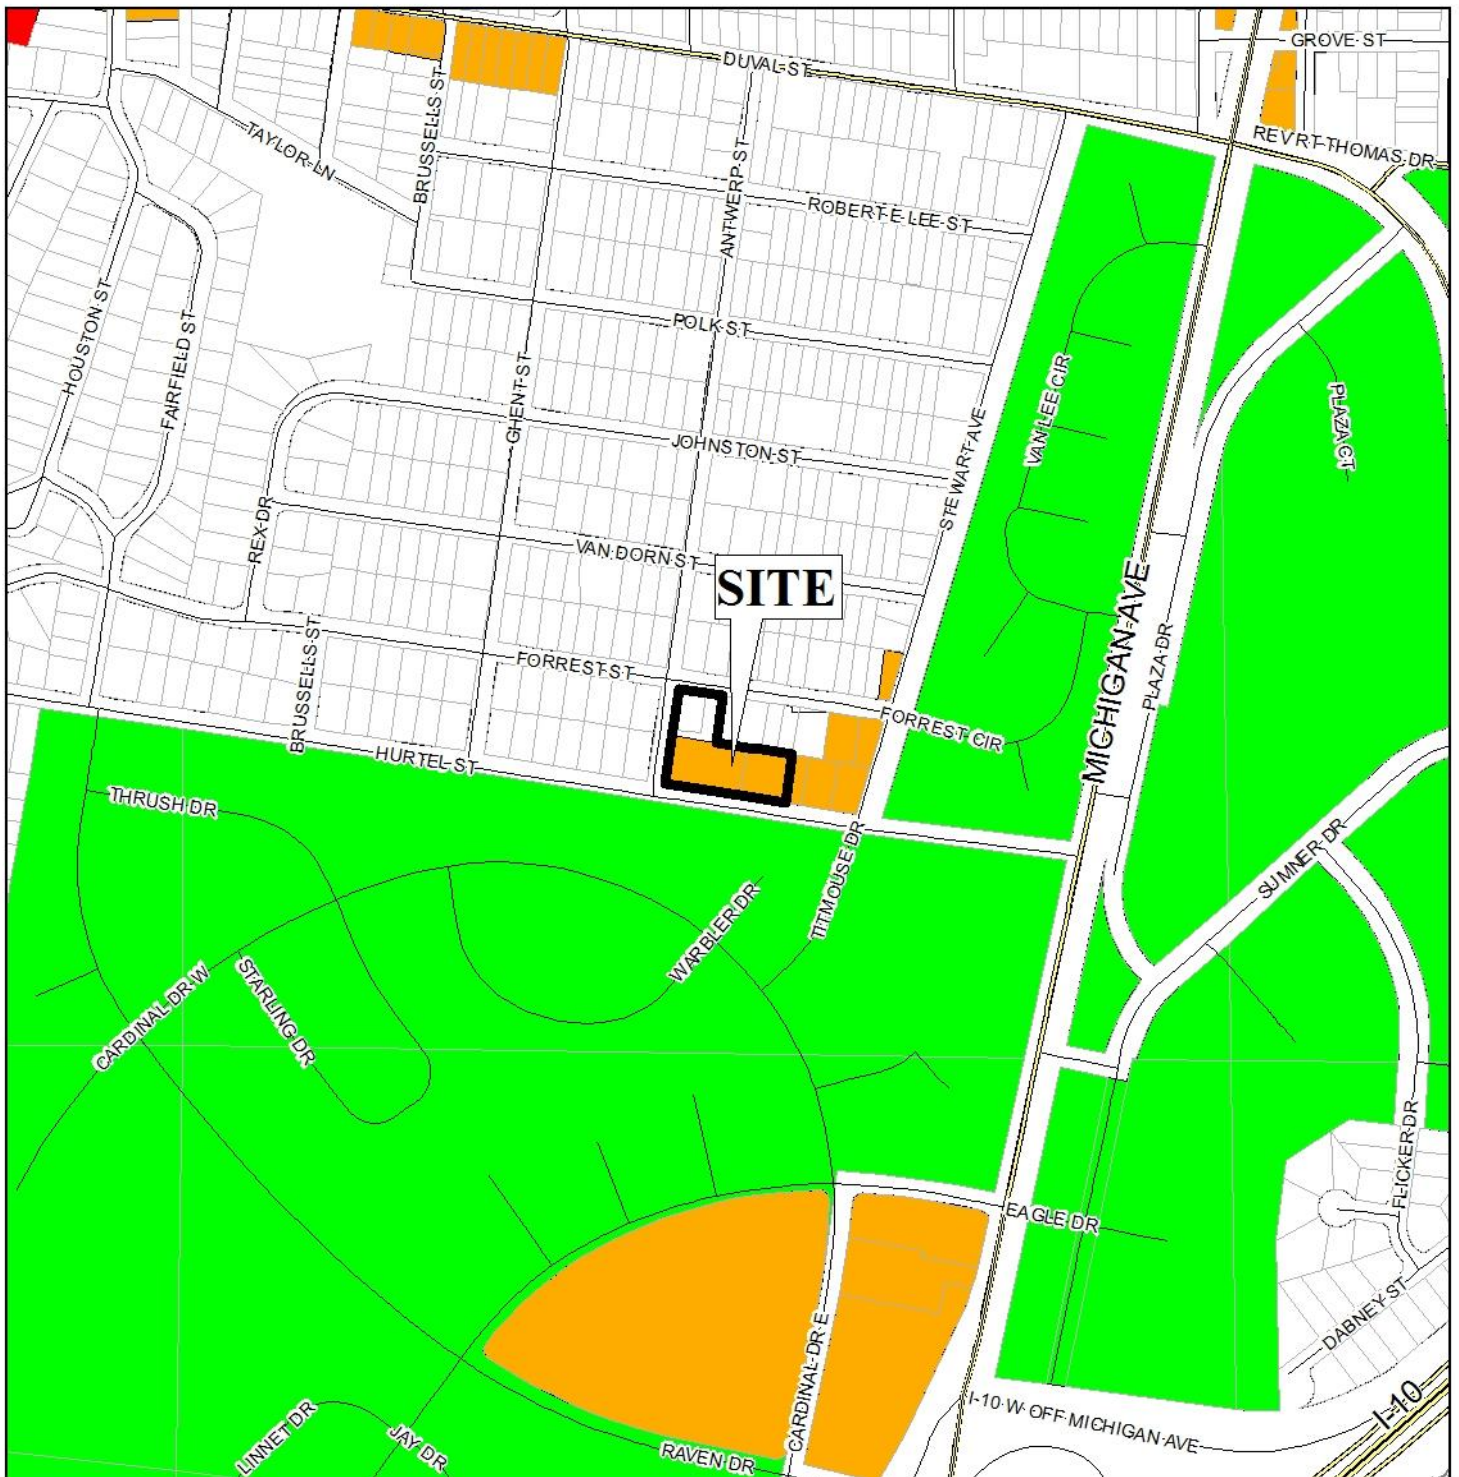 GROVE ST
DUVAL ST
REV RT THOMAS DR
BRUSSELS ST
TAYLOR LN
ANTWERP ST
ROBERT E LEE ST
HOUSTON ST
FAIRFIELD ST
POLK ST
VAN LEE CIR
PLAZA CT
GHENT ST
JOHNSTON ST
STEWART AVE
REX DR
VAN DORN ST
SITE
MICHIGAN AVE
PLAZA DR
BRUSSELS ST
FORREST ST
FORREST CIR
HURTEL ST
THRUSH DR
TITMOUSE DR
SUMNER DR
WARBLER DR
CARDINAL DR W
STARLING DR
FLICKER DR
EAGLE DR
DABNEY ST
CARDINAL DR E
I-10 W OFF MICHIGAN AVE
I-10
LINNET DR
JAY DR
RAVEN DR